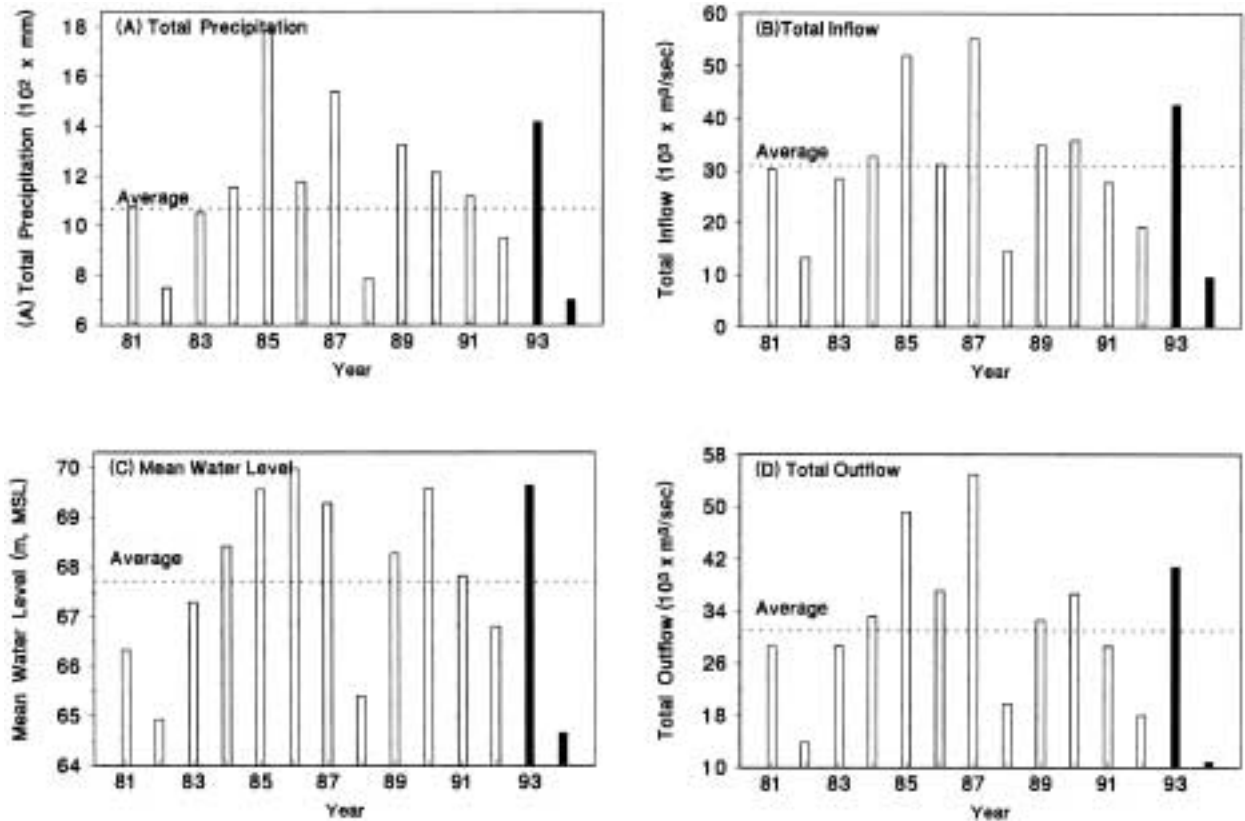 (A) Total Precipitation (10² x mm)
18
16
14
12
10
8
6
(A) Total Precipitation
Average
81 83 85 87 89 91 93
Year
Total Inflow (10³ x m³/sec)
60
50
40
30
20
10
0
(B)Total Inflow
Average
81 83 85 87 89 91 93
Year
Mean Water Level (m, MSL)
70
69
68
67
66
65
64
(C) Mean Water Level
Average
81 83 85 87 89 91 93
Year
Total Outflow (10³ x m³/sec)
58
50
42
34
26
18
10
(D) Total Outflow
Average
81 83 85 87 89 91 93
Year